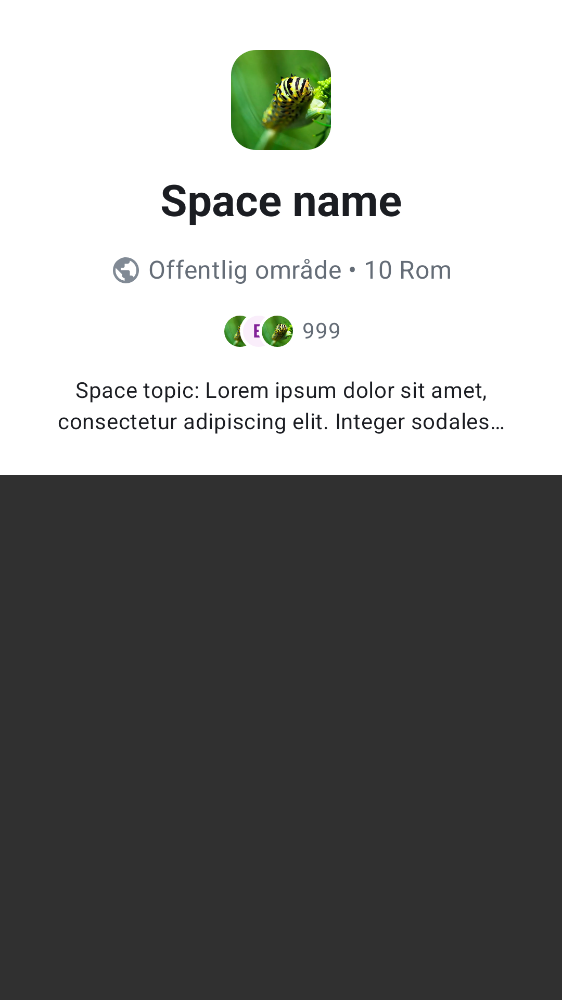 Space name
Offentlig område • 10 Rom
E 999
Space topic: Lorem ipsum dolor sit amet,
consectetur adipiscing elit. Integer sodales…